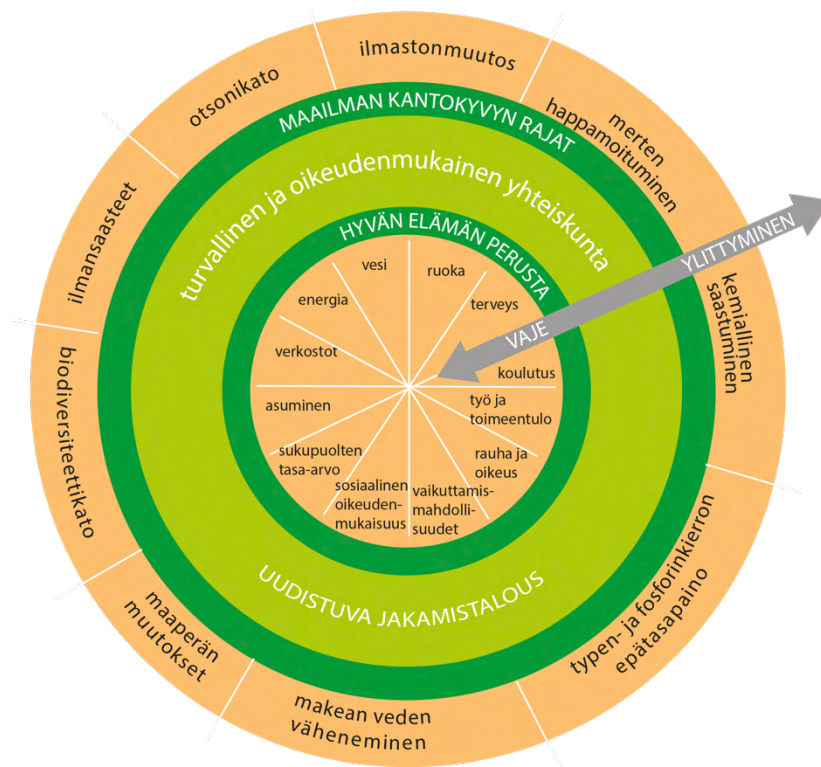 ilmastonmuutos
merten
happamoituminen
kemiallinen
saastuminen
typen- ja fosforinkierron
epätasapaino
makean veden
väheneminen
maaperän
muutokset
biodiversiteettikato
ilmansaasteet
otsonikato
MAAILMAN KANTOKYVYN RAJAT
turvallinen ja oikeudenmukainen yhteiskunta
HYVÄN ELÄMÄN PERUSTA
YLITTYMINEN
VAJE
vesi
ruoka
terveys
koulutus
työ ja
toimeentulo
rauha ja
oikeus
vaikuttamis-
mahdolli-
suudet
sosiaalinen
oikeuden-
mukaisuus
sukupuolten
tasa-arvo
asuminen
verkostot
energia
UUDISTUVA JAKAMISTALOUS